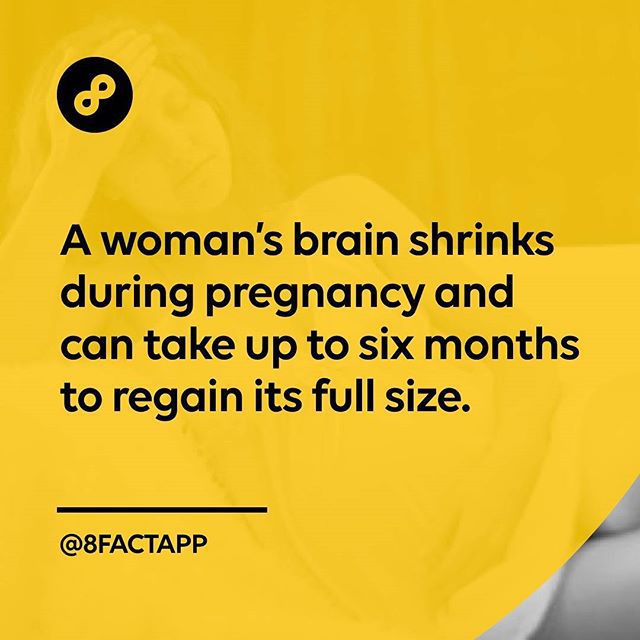 A woman's brain shrinks
during pregnancy and
can take up to six months
to regain its full size.
@8FACTAPP